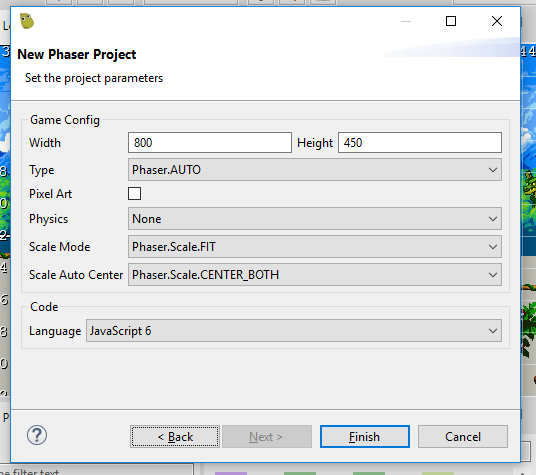 New Phaser Project
Set the project parameters
Game Config
Width 800 Height 450
Type Phaser.AUTO
Pixel Art
Physics None
Scale Mode Phaser.Scale.FIT
Scale Auto Center Phaser.Scale.CENTER_BOTH
Code
Language JavaScript 6
? < Back Next > Finish Cancel